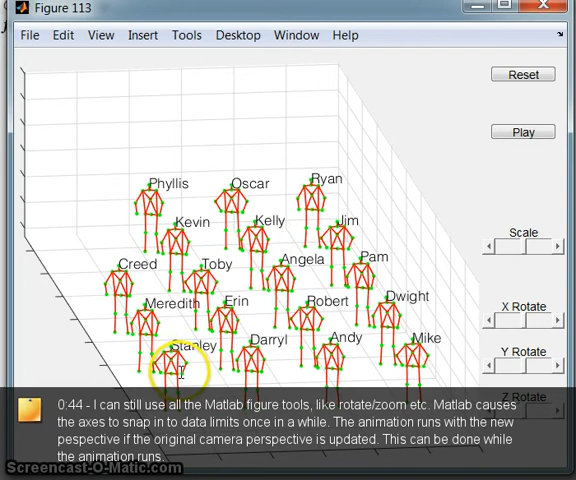 Figure 113
File Edit View Insert Tools Desktop Window Help
Reset
Play
Phyllis Oscar Ryan
Kevin Kelly Jim
Scale
Creed Toby Angela Pam
Meredith Erin Robert Dwight
X Rotate
Stanley Darryl Andy Mike
Y Rotate
Z Rotate
0:44 - I can still use all the Matlab figure tools, like rotate/zoom etc. Matlab causes
the axes to snap in to data limits once in a while. The animation runs with the new
pespective if the original camera perspective is updated. This can be done while
the animation runs.
Screencast-O-Matic.com